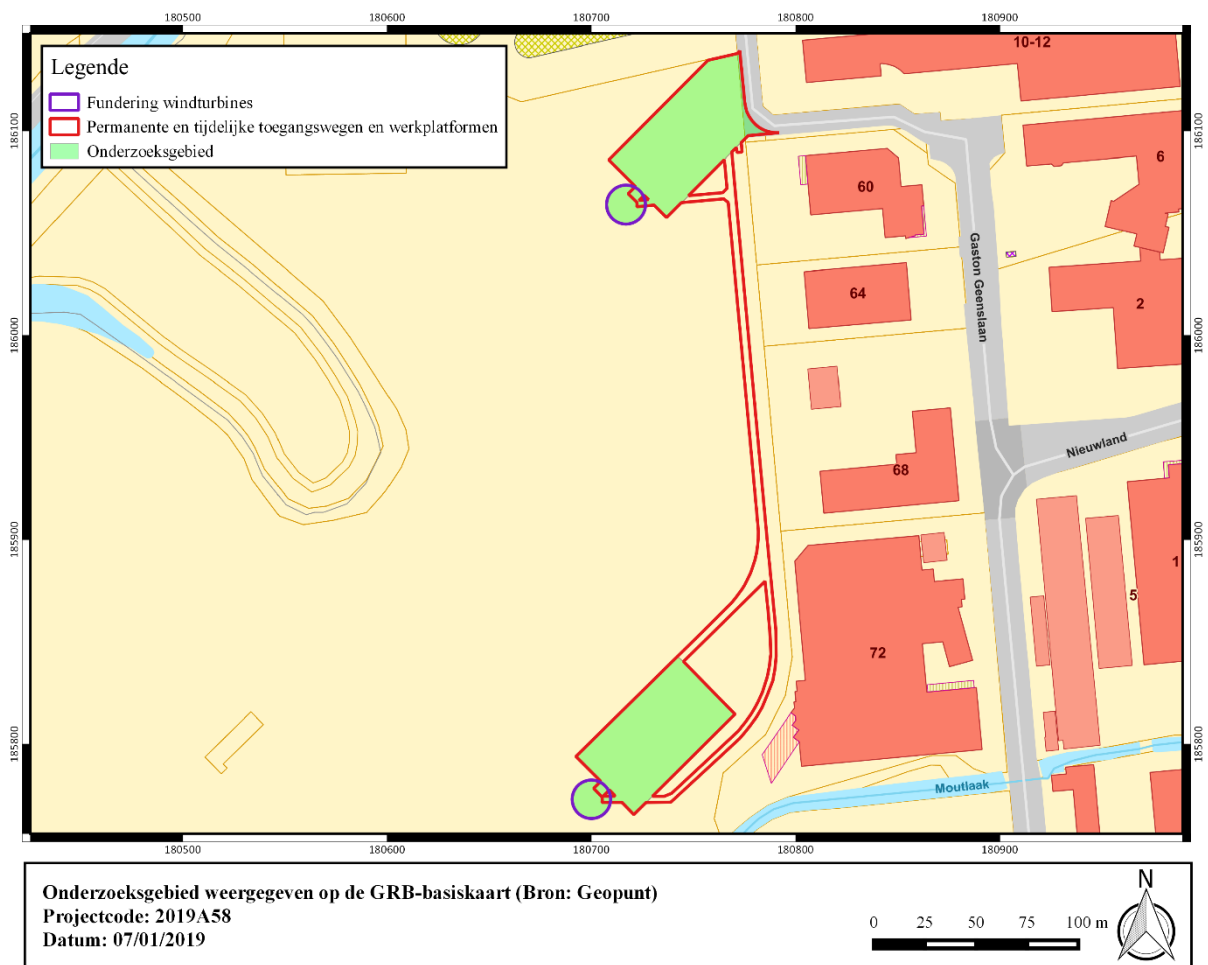 180500 180600 180700 180800 180900
Legende
Fundering windturbines
Permanente en tijdelijke toegangswegen en werkplatformen
Onderzoeksgebied
10-12
186100
186100
6
60
Gaston Geenslaan
64
2
186000
186000
68
Nieuwland
185900
185900
1
5
72
185800
185800
Moutlaak
180500 180600 180700 180800 180900
Onderzoeksgebied weergegeven op de GRB-basiskaart (Bron: Geopunt)
Projectcode: 2019A58
Datum: 07/01/2019
0 25 50 75 100 m
N